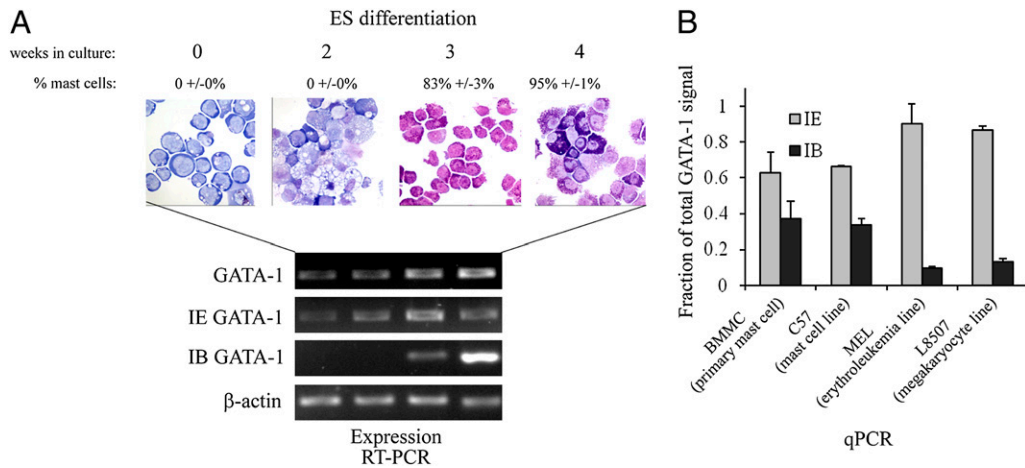 A
ES differentiation
weeks in culture:
0
2
3
4
% mast cells:
0 +/-0%
0 +/-0%
83% +/-3%
95% +/-1%
GATA-1
IE GATA-1
IB GATA-1
β-actin
Expression
RT-PCR
B
Fraction of total GATA-1 signal
1
0.8
0.6
0.4
0.2
0
IE
IB
BMMC
(primary mast cell)
C57
(mast cell line)
MEL
(erythroleukemia line)
L8507
(megakaryocyte line)
qPCR